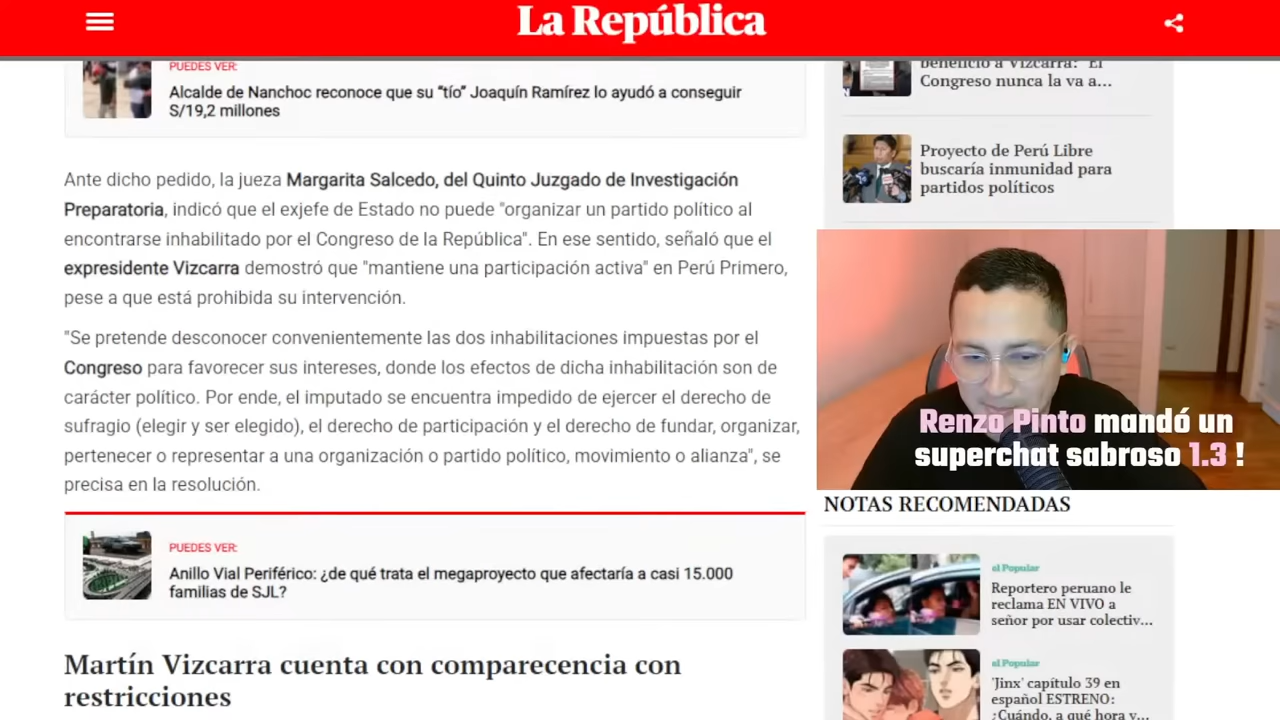 La República
PUEDES VER:
Alcalde de Nanchoc reconoce que su “tío” Joaquín Ramírez lo ayudó a conseguir
S/19,2 millones
Ante dicho pedido, la jueza Margarita Salcedo, del Quinto Juzgado de Investigación
Preparatoria, indicó que el exjefe de Estado no puede "organizar un partido político al
encontrarse inhabilitado por el Congreso de la República". En ese sentido, señaló que el
expresidente Vizcarra demostró que "mantiene una participación activa" en Perú Primero,
pese a que está prohibida su intervención.
"Se pretende desconocer convenientemente las dos inhabilitaciones impuestas por el
Congreso para favorecer sus intereses, donde los efectos de dicha inhabilitación son de
carácter político. Por ende, el imputado se encuentra impedido de ejercer el derecho de
sufragio (elegir y ser elegido), el derecho de participación y el derecho de fundar, organizar,
pertenecer o representar a una organización o partido político, movimiento o alianza", se
precisa en la resolución.
PUEDES VER:
Anillo Vial Periférico: ¿de qué trata el megaproyecto que afectaría a casi 15.000
familias de SJL?
Martín Vizcarra cuenta con comparecencia con
restricciones
beneficio a Vizcarra: "El
Congreso nunca la va a...
Proyecto de Perú Libre
buscaría inmunidad para
partidos políticos
Renzo Pinto mandó un
superchat sabroso 1.3 !
NOTAS RECOMENDADAS
el Popular
Reportero peruano le
reclama EN VIVO a
señor por usar colectiv...
el Popular
'Jinx' capítulo 39 en
español ESTRENO:
¿Cuándo, a qué hora y...